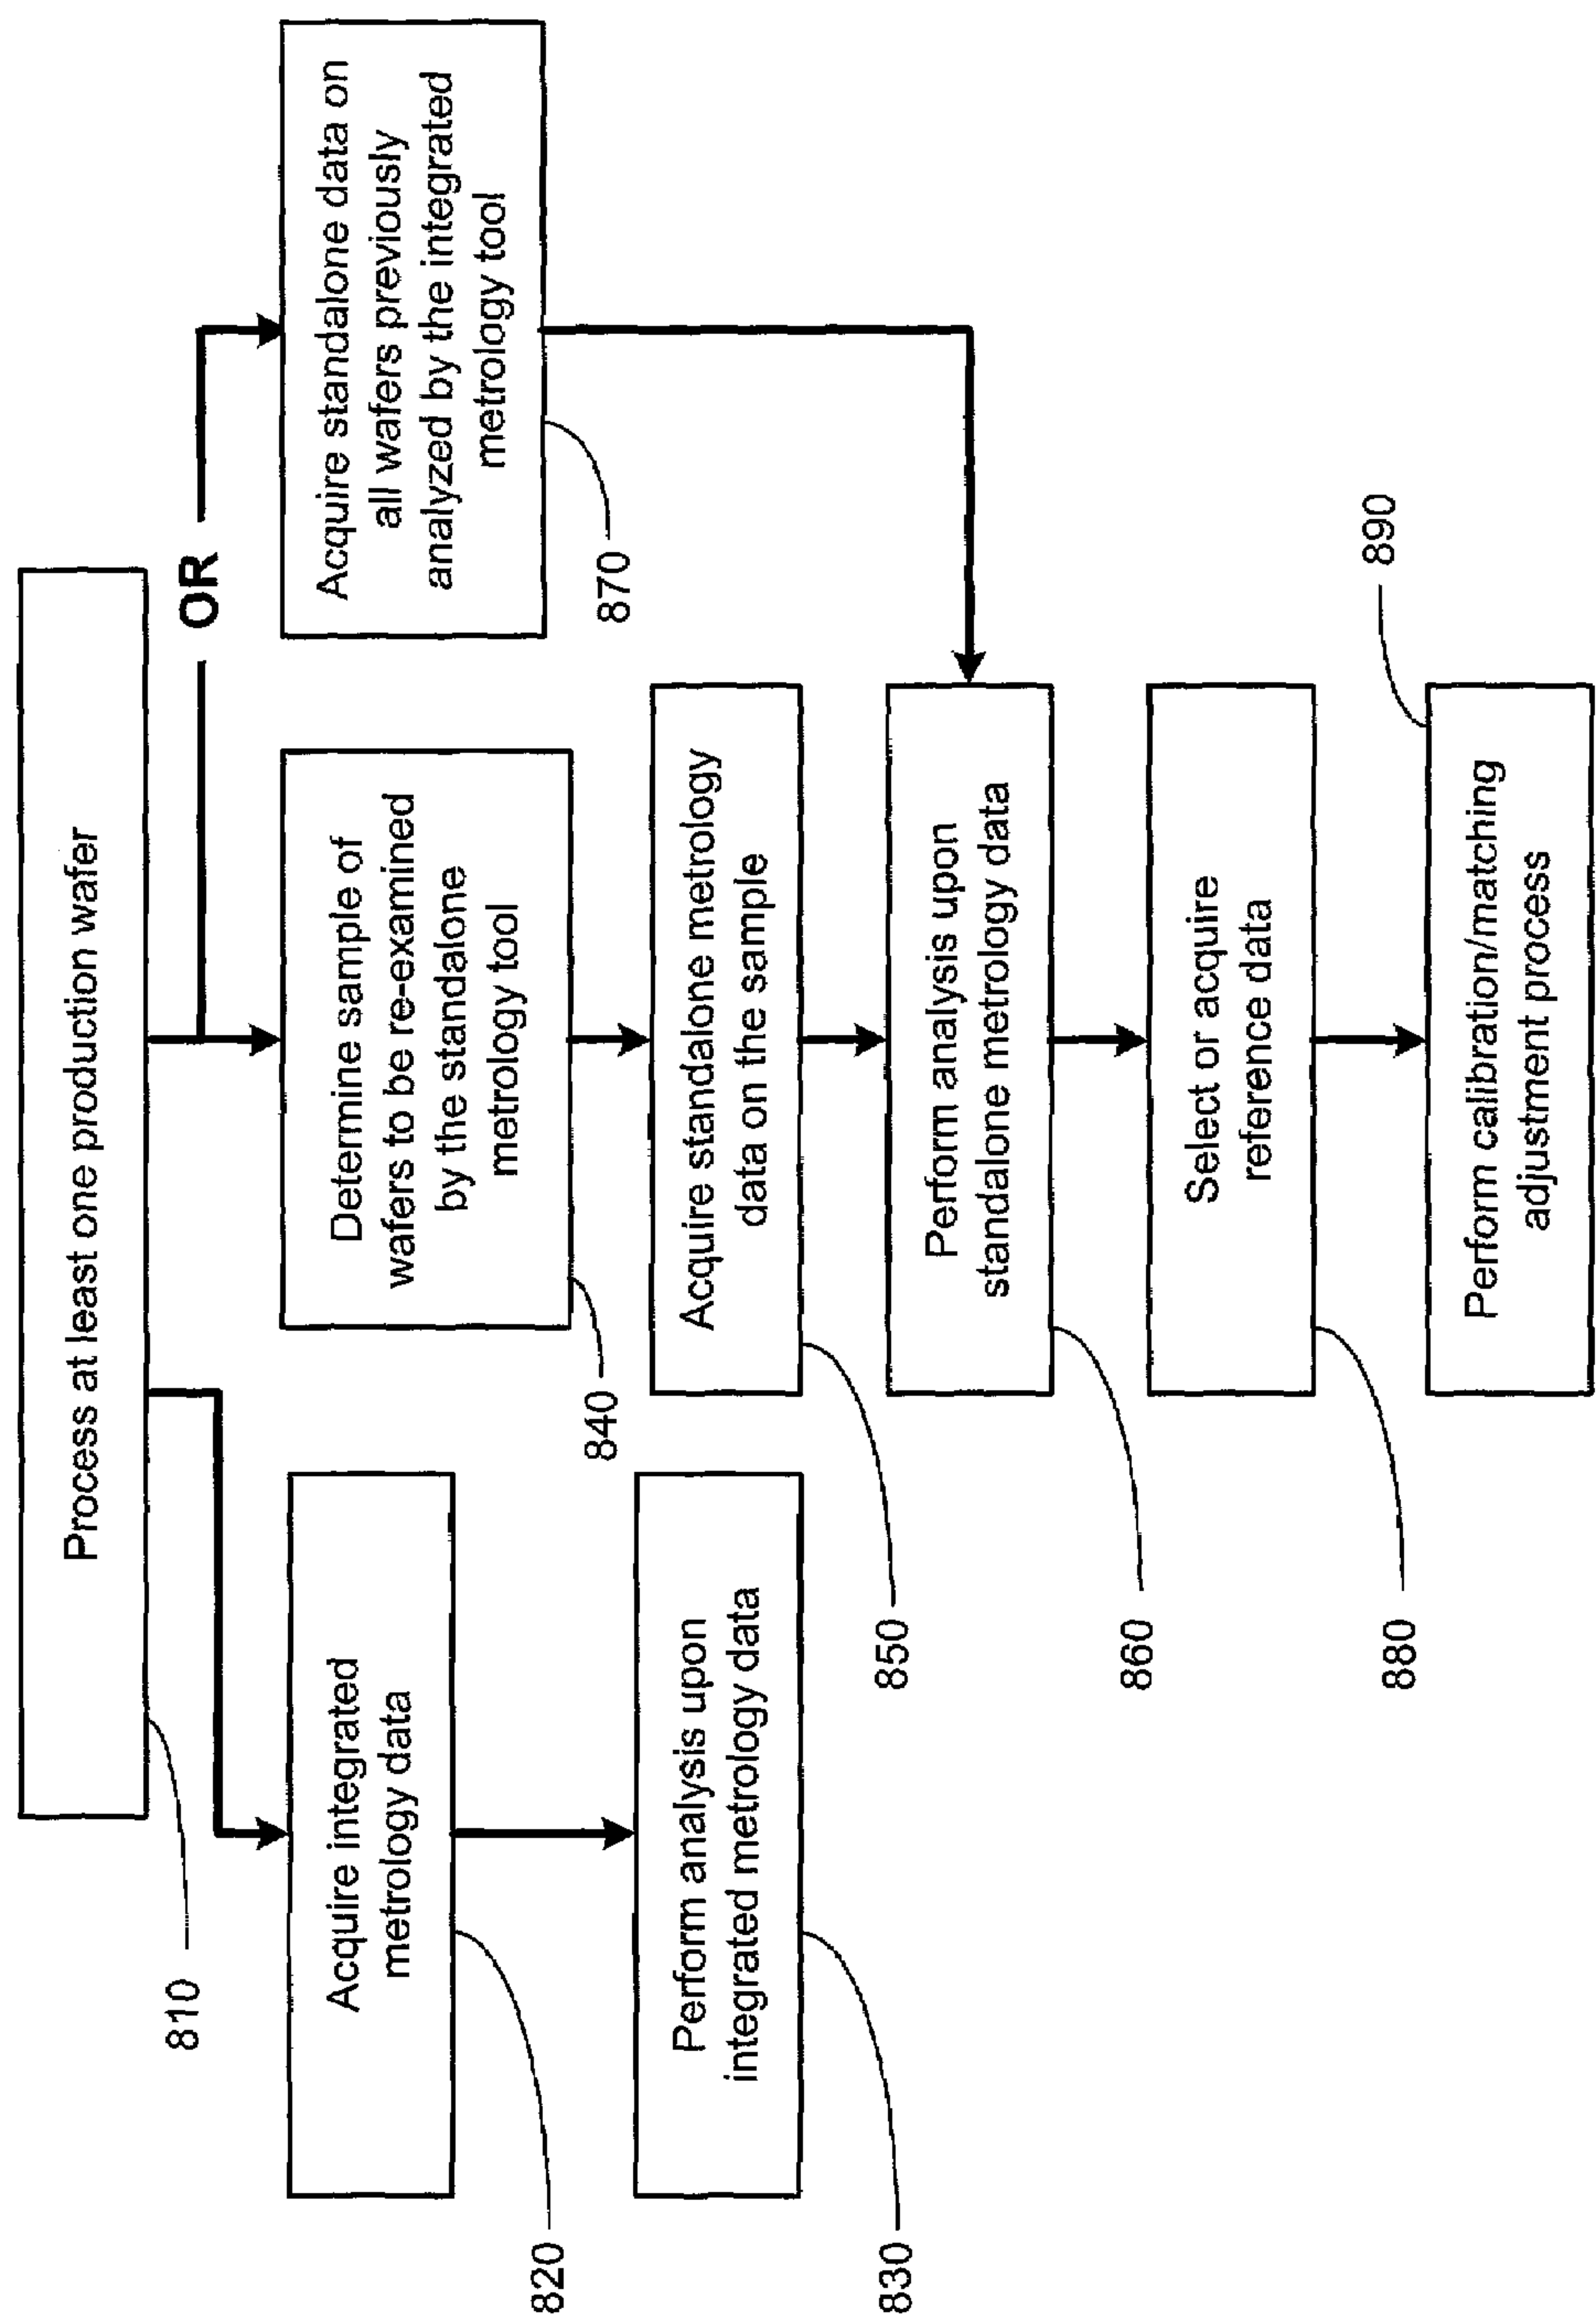 Process at least one production wafer
810
OR
Acquire integrated
metrology data
820
Perform analysis upon
integrated metrology data
830
Determine sample of
wafers to be re-examined
by the standalone
metrology tool
840
Acquire standalone metrology
data on the sample
850
Perform analysis upon
standalone metrology data
860
Acquire standalone data on
all wafers previously
analyzed by the integrated
metrology tool
870
Select or acquire
reference data
880
Perform calibration/matching
adjustment process
890